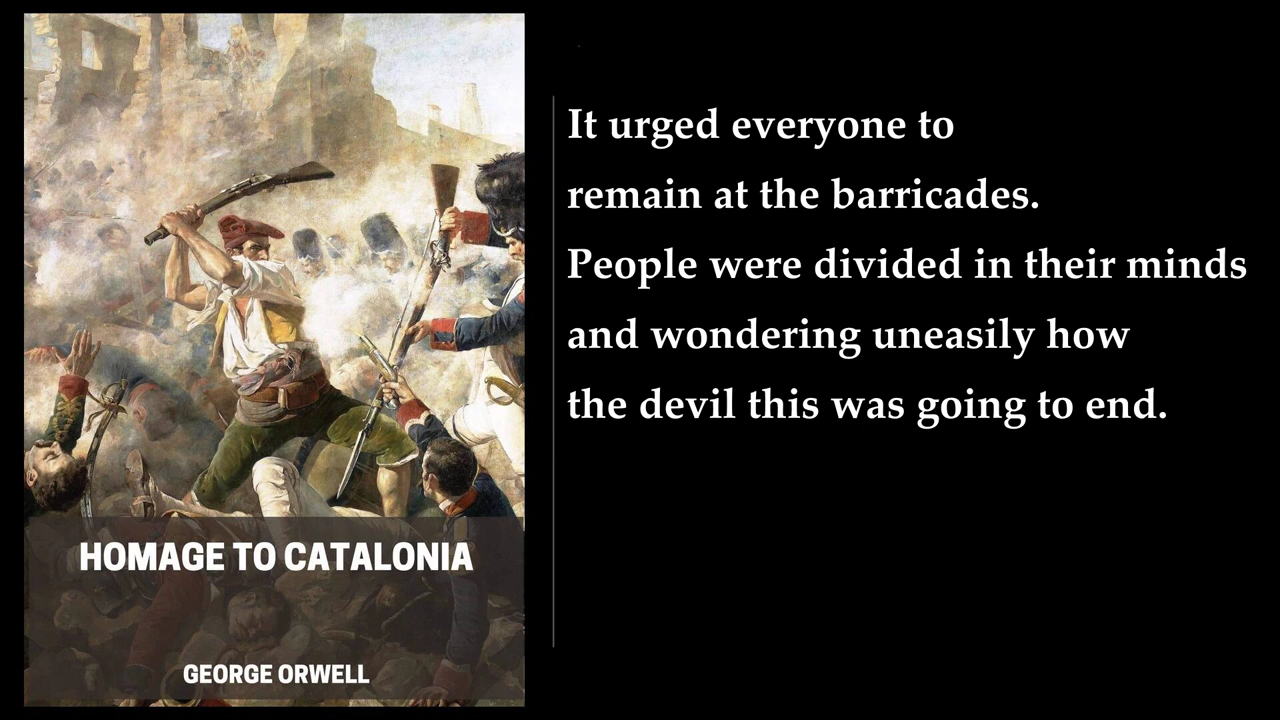 HOMAGE TO CATALONIA
GEORGE ORWELL
It urged everyone to
remain at the barricades.
People were divided in their minds
and wondering uneasily how
the devil this was going to end.